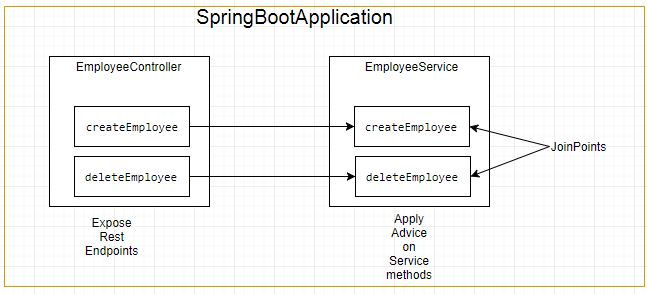 SpringBootApplication
EmployeeController
createEmployee
deleteEmployee
Expose
Rest
Endpoints
EmployeeService
createEmployee
deleteEmployee
JoinPoints
Apply
Advice
on
Service
methods